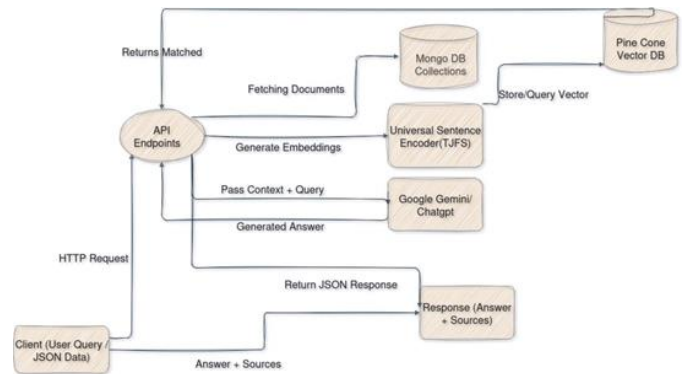 Returns Matched
Mongo DB
Collections
Pine Cone
Vector DB
Fetching Documents
Store/Query Vector
API
Endpoints
Universal Sentence
Encoder(TJFS)
Generate Embeddings
Pass Context + Query
Google Gemini/
Chatgpt
Generated Answer
HTTP Request
Return JSON Response
Response (Answer
+ Sources)
Client (User Query /
JSON Data)
Answer + Sources